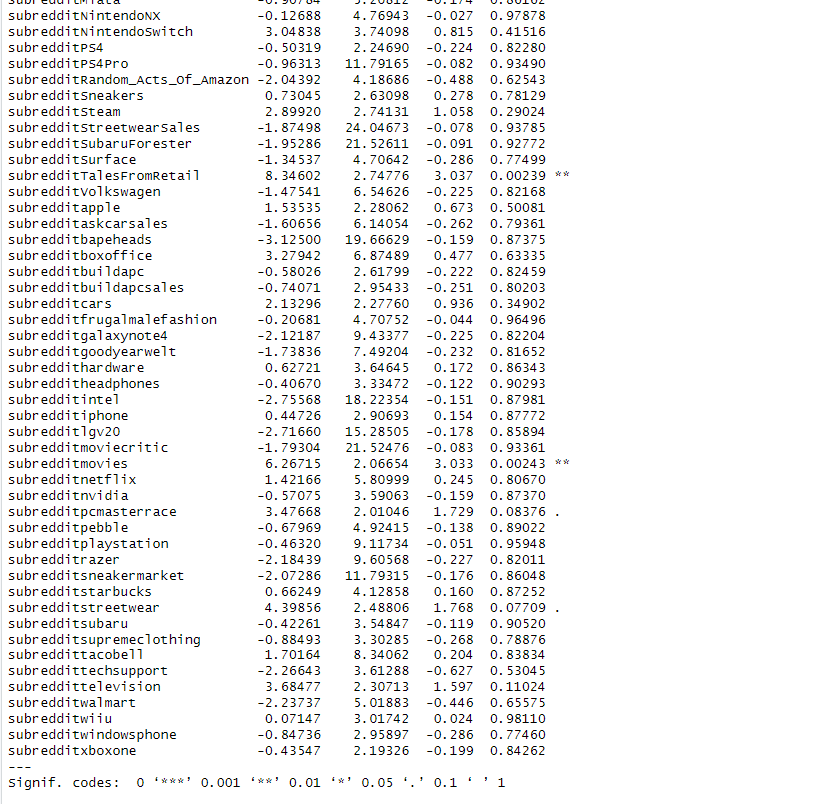 subredditNintendoNX -0.12688 4.76943 -0.027 0.97878
subredditNintendoSwitch 3.04838 3.74098 0.815 0.41516
subredditPS4 -0.50319 2.24690 -0.224 0.82280
subredditPS4Pro -0.96313 11.79165 -0.082 0.93490
subredditRandom_Acts_Of_Amazon -2.04392 4.18686 -0.488 0.62543
subredditSneakers 0.73045 2.63098 0.278 0.78129
subredditSteam 2.89920 2.74131 1.058 0.29024
subredditStreetwearSales -1.87498 24.04673 -0.078 0.93785
subredditSubaruForester -1.95286 21.52611 -0.091 0.92772
subredditSurface -1.34537 4.70642 -0.286 0.77499
subredditTalesFromRetail 8.34602 2.74776 3.037 0.00239 **
subredditVolkswagen -1.47541 6.54626 -0.225 0.82168
subredditapple 1.53535 2.28062 0.673 0.50081
subredditaskcarsales -1.60656 6.14054 -0.262 0.79361
subredditbapeheads -3.12500 19.66629 -0.159 0.87375
subredditboxoffice 3.27942 6.87489 0.477 0.63335
subredditbuildapc -0.58026 2.61799 -0.222 0.82459
subredditbuildapcsales -0.74071 2.95433 -0.251 0.80203
subredditcars 2.13296 2.27760 0.936 0.34902
subredditfrugalmalefashion -0.20681 4.70752 -0.044 0.96496
subredditgalaxynote4 -2.12187 9.43377 -0.225 0.82204
subredditgoodyearwelt -1.73836 7.49204 -0.232 0.81652
subreddithardware 0.62721 3.64645 0.172 0.86343
subredditheadphones -0.40670 3.33472 -0.122 0.90293
subredditintel -2.75568 18.22354 -0.151 0.87981
subredditiphone 0.44726 2.90693 0.154 0.87772
subredditlgv20 -2.71660 15.28505 -0.178 0.85894
subredditmoviecritic -1.79304 21.52476 -0.083 0.93361
subredditmovies 6.26715 2.06654 3.033 0.00243 **
subredditnetflix 1.42166 5.80999 0.245 0.80670
subredditnvidia -0.57075 3.59063 -0.159 0.87370
subredditpcmasterrace 3.47668 2.01046 1.729 0.08376 .
subredditpebble -0.67969 4.92415 -0.138 0.89022
subredditplaystation -0.46320 9.11734 -0.051 0.95948
subredditrazer -2.18439 9.60568 -0.227 0.82011
subredditsneakermarket -2.07286 11.79315 -0.176 0.86048
subredditstarbucks 0.66249 4.12858 0.160 0.87252
subredditstreetwear 4.39856 2.48806 1.768 0.07709 .
subredditsubaru -0.42261 3.54847 -0.119 0.90520
subredditsupremeclothing -0.88493 3.30285 -0.268 0.78876
subreddittacobell 1.70164 8.34062 0.204 0.83834
subreddittechsupport -2.26643 3.61288 -0.627 0.53045
subreddittelevision 3.68477 2.30713 1.597 0.11024
subredditwalmart -2.23737 5.01883 -0.446 0.65575
subredditwiiu 0.07147 3.01742 0.024 0.98110
subredditwindowsphone -0.84736 2.95897 -0.286 0.77460
subredditxboxone -0.43547 2.19326 -0.199 0.84262
---
Signif. codes: 0 ‘***’ 0.001 ‘**’ 0.01 ‘*’ 0.05 ‘.’ 0.1 ‘ ’ 1